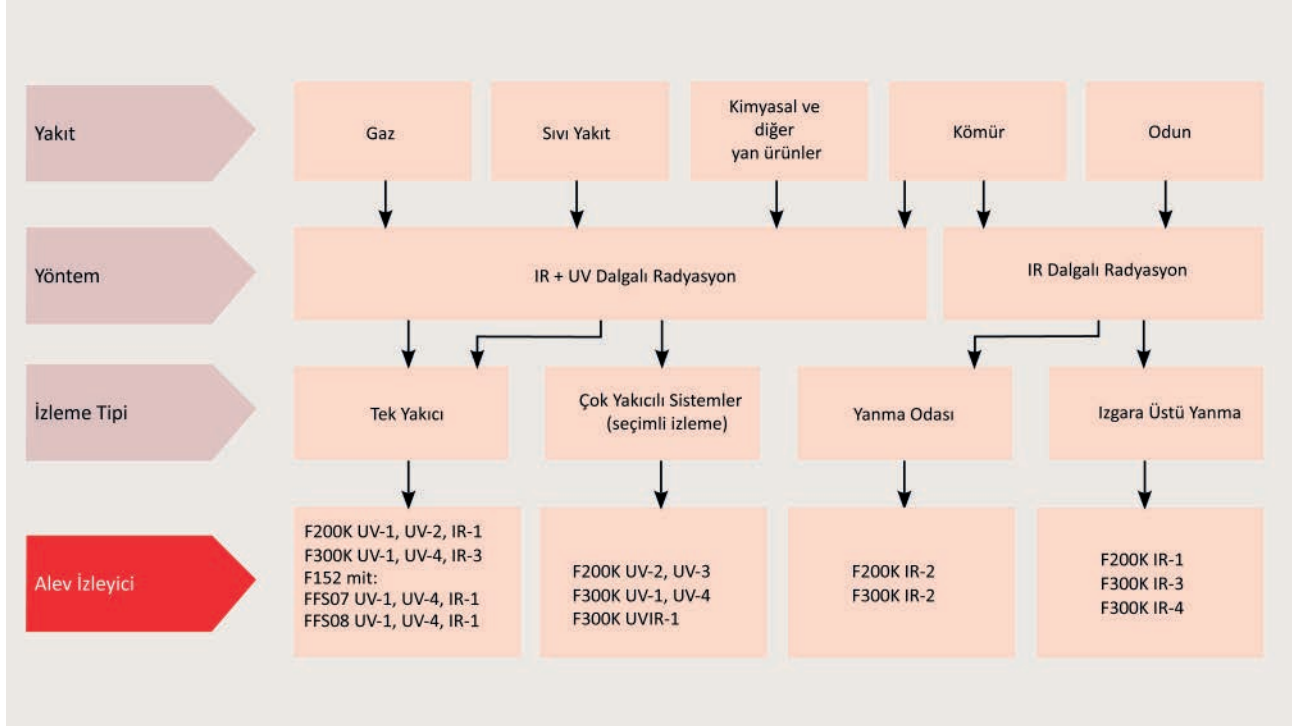 Yakıt
Gaz
Sıvı Yakıt
Kimyasal ve
diğer
yan ürünler
Kömür
Odun
Yöntem
IR + UV Dalgalı Radyasyon
IR Dalgalı Radyasyon
İzleme Tipi
Tek Yakıcı
Çok Yakıcılı Sistemler
(seçimli izleme)
Yanma Odası
Izgara Üstü Yanma
Alev İzleyici
F200K UV-1, UV-2, IR-1
F300K UV-1, UV-4, IR-3
F152 mit:
FFS07 UV-1, UV-4, IR-1
FFS08 UV-1, UV-4, IR-1
F200K UV-2, UV-3
F300K UV-1, UV-4
F300K UVIR-1
F200K IR-2
F300K IR-2
F200K IR-1
F300K IR-3
F300K IR-4